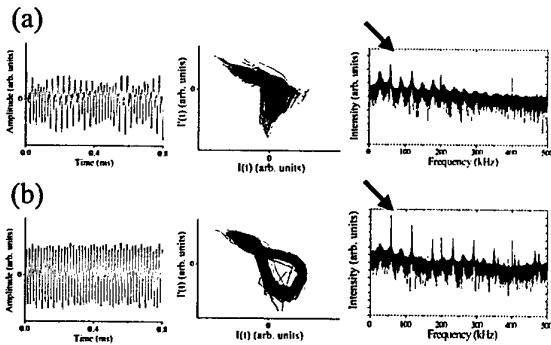 (a)
Amplitude (arb. units)
0
0.0 0.4 0.8
Time (ms)
I'(t) (arb. units)
0
0
I(t) (arb. units)
Intensity (arb. units)
0 100 200 300 400 500
Frequency (kHz)
(b)
Amplitude (arb. units)
0
0.0 0.4 0.8
Time (ms)
I'(t) (arb. units)
0
0
I(t) (arb. units)
Intensity (arb. units)
0 100 200 300 400 500
Frequency (kHz)